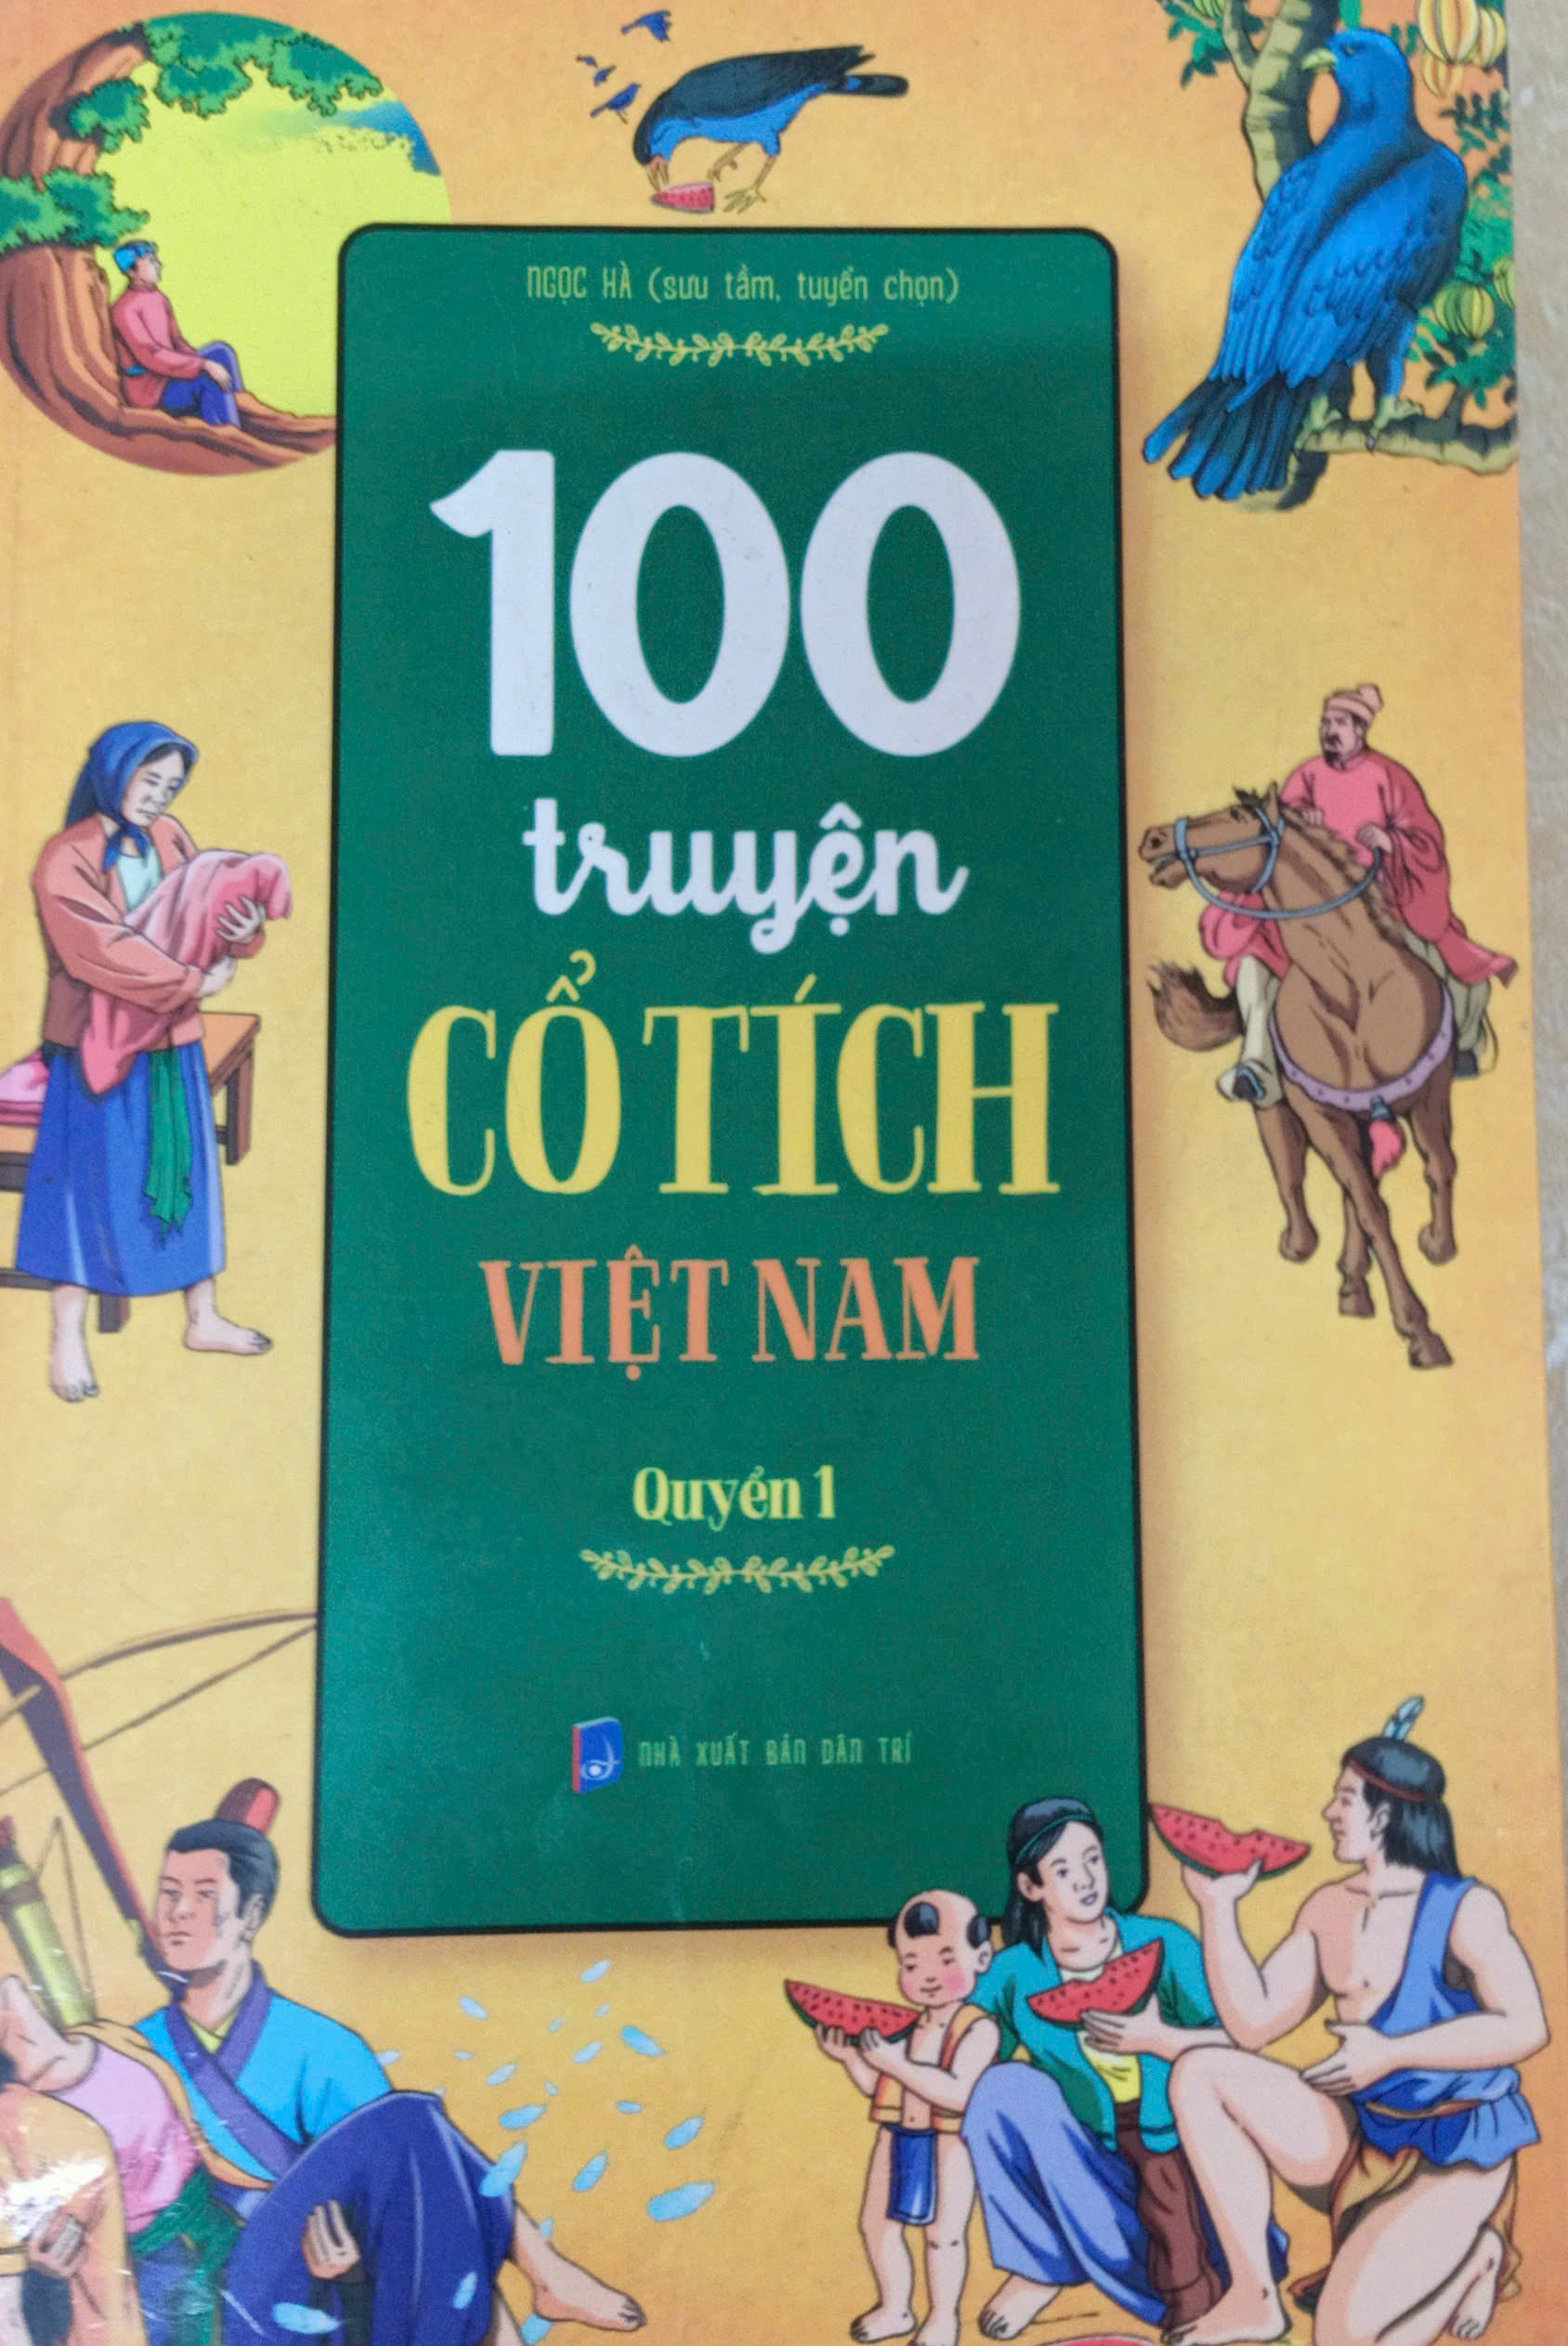 NGỌC HÀ (sưu tầm, tuyển chọn)
100
truyện
CỔ TÍCH
VIỆT NAM
Quyển 1
NHÀ XUẤT BẢN DÂN TRÍ